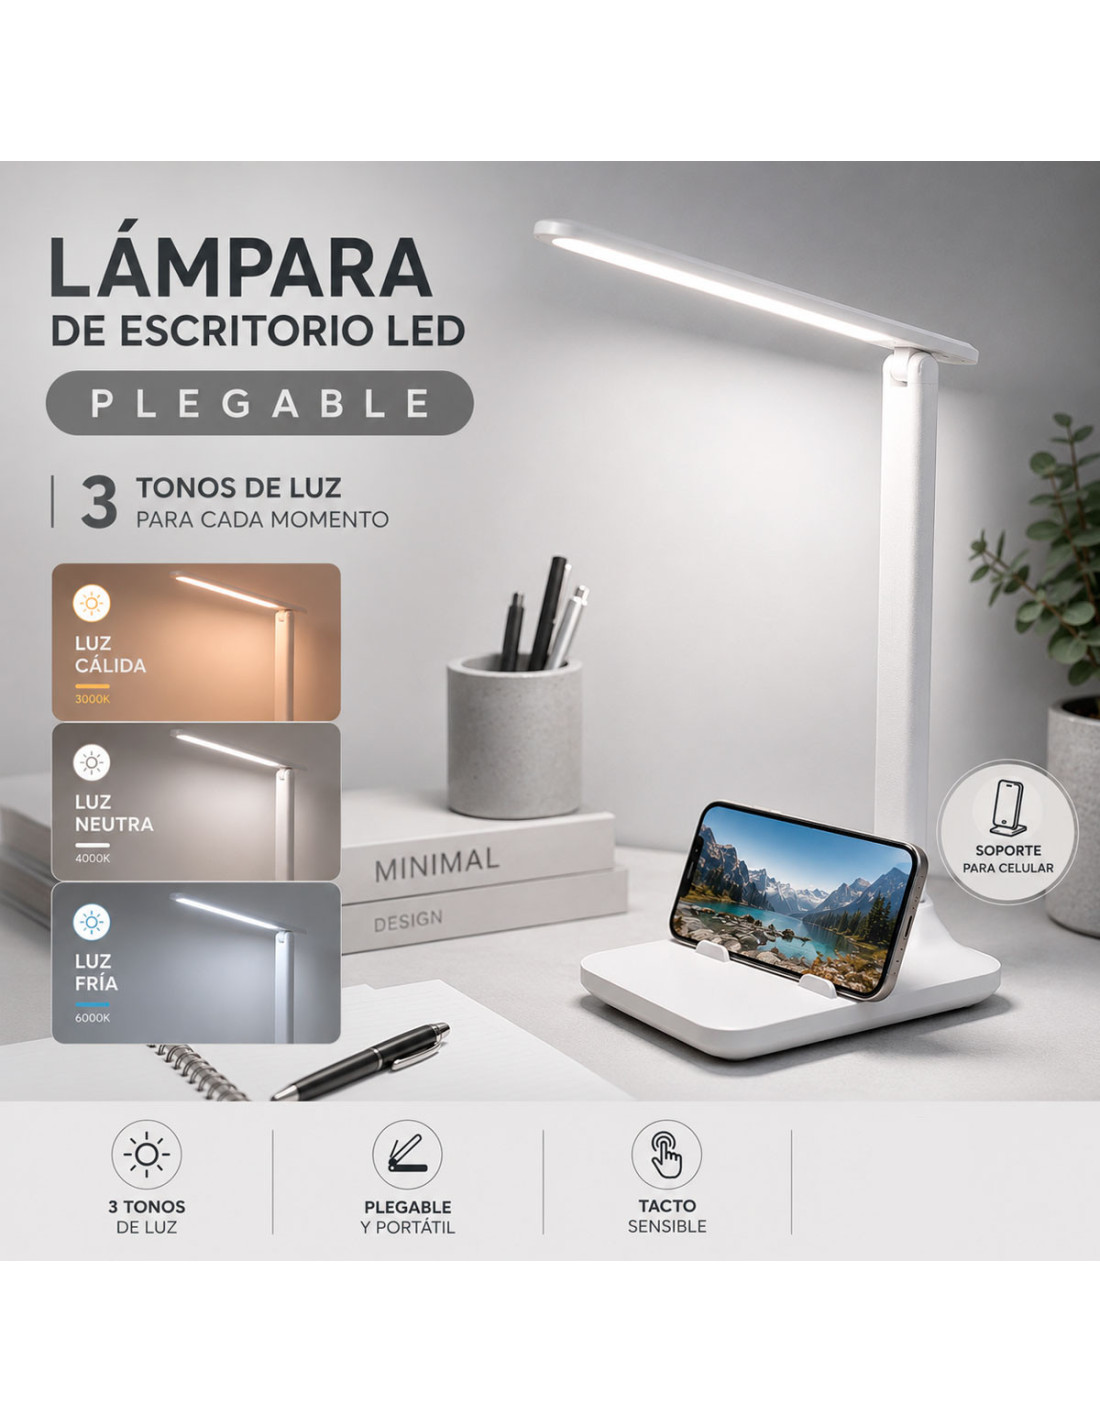 LÁMPARA
DE ESCRITORIO LED
PLEGABLE
3 TONOS DE LUZ
PARA CADA MOMENTO
LUZ
CÁLIDA
3000K
LUZ
NEUTRA
4000K
LUZ
FRÍA
6000K
MINIMAL
DESIGN
SOPORTE
PARA CELULAR
3 TONOS
DE LUZ
PLEGABLE
Y PORTÁTIL
TACTO
SENSIBLE